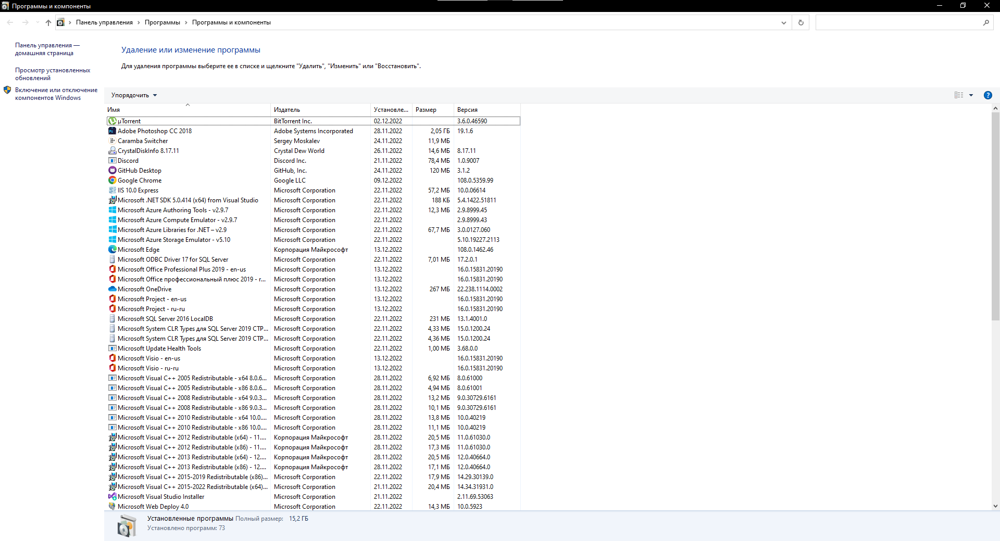 Программы и компоненты
Панель управления › Программы › Программы и компоненты
Панель управления —
домашняя страница
Просмотр установленных
обновлений
Включение или отключение
компонентов Windows
Удаление или изменение программы
Для удаления программы выберите ее в списке и щелкните "Удалить", "Изменить" или "Восстановить".
Упорядочить
Имя Издатель Установле... Размер Версия
µTorrent BitTorrent Inc. 02.12.2022 3.6.0.46590
Adobe Photoshop CC 2018 Adobe Systems Incorporated 28.11.2022 2,05 ГБ 19.1.6
Caramba Switcher Sergey Moskalev 24.11.2022 11,9 МБ
CrystalDiskInfo 8.17.11 Crystal Dew World 26.11.2022 14,6 МБ 8.17.11
Discord Discord Inc. 21.11.2022 78,4 МБ 1.0.9007
GitHub Desktop GitHub, Inc. 24.11.2022 120 МБ 3.1.2
Google Chrome Google LLC 09.12.2022 108.0.5359.99
IIS 10.0 Express Microsoft Corporation 22.11.2022 57,2 МБ 10.0.06614
Microsoft .NET SDK 5.0.414 (x64) from Visual Studio Microsoft Corporation 22.11.2022 188 КБ 5.4.1422.51811
Microsoft Azure Authoring Tools - v2.9.7 Microsoft Corporation 22.11.2022 12,3 МБ 2.9.8999.45
Microsoft Azure Compute Emulator - v2.9.7 Microsoft Corporation 22.11.2022 2.9.8999.43
Microsoft Azure Libraries for .NET – v2.9 Microsoft Corporation 22.11.2022 67,7 МБ 3.0.0127.060
Microsoft Azure Storage Emulator - v5.10 Microsoft Corporation 22.11.2022 5.10.19227.2113
Microsoft Edge Корпорация Майкрософт 13.12.2022 108.0.1462.46
Microsoft ODBC Driver 17 for SQL Server Microsoft Corporation 22.11.2022 7,01 МБ 17.2.0.1
Microsoft Office Professional Plus 2019 - en-us Microsoft Corporation 13.12.2022 16.0.15831.20190
Microsoft Office профессиональный плюс 2019 - r... Microsoft Corporation 13.12.2022 16.0.15831.20190
Microsoft OneDrive Microsoft Corporation 13.12.2022 267 МБ 22.238.1114.0002
Microsoft Project - en-us Microsoft Corporation 13.12.2022 16.0.15831.20190
Microsoft Project - ru-ru Microsoft Corporation 13.12.2022 16.0.15831.20190
Microsoft SQL Server 2016 LocalDB Microsoft Corporation 22.11.2022 231 МБ 13.1.4001.0
Microsoft System CLR Types для SQL Server 2019 CTP... Microsoft Corporation 22.11.2022 4,33 МБ 15.0.1200.24
Microsoft System CLR Types для SQL Server 2019 CTP... Microsoft Corporation 22.11.2022 4,36 МБ 15.0.1200.24
Microsoft Update Health Tools Microsoft Corporation 22.11.2022 1,00 МБ 3.68.0.0
Microsoft Visio - en-us Microsoft Corporation 13.12.2022 16.0.15831.20190
Microsoft Visio - ru-ru Microsoft Corporation 13.12.2022 16.0.15831.20190
Microsoft Visual C++ 2005 Redistributable - x64 8.0.6... Microsoft Corporation 28.11.2022 6,92 МБ 8.0.61000
Microsoft Visual C++ 2005 Redistributable - x86 8.0.6... Microsoft Corporation 28.11.2022 4,94 МБ 8.0.61001
Microsoft Visual C++ 2008 Redistributable - x64 9.0.3... Microsoft Corporation 28.11.2022 13,2 МБ 9.0.30729.6161
Microsoft Visual C++ 2008 Redistributable - x86 9.0.3... Microsoft Corporation 28.11.2022 10,1 МБ 9.0.30729.6161
Microsoft Visual C++ 2010 Redistributable - x64 10.0.... Microsoft Corporation 28.11.2022 13,8 МБ 10.0.40219
Microsoft Visual C++ 2010 Redistributable - x86 10.0.... Microsoft Corporation 28.11.2022 11,1 МБ 10.0.40219
Microsoft Visual C++ 2012 Redistributable (x64) - 11.... Корпорация Майкрософт 28.11.2022 20,5 МБ 11.0.61030.0
Microsoft Visual C++ 2012 Redistributable (x86) - 11.... Корпорация Майкрософт 28.11.2022 17,3 МБ 11.0.61030.0
Microsoft Visual C++ 2013 Redistributable (x64) - 12.... Корпорация Майкрософт 28.11.2022 20,5 МБ 12.0.40664.0
Microsoft Visual C++ 2013 Redistributable (x86) - 12.... Корпорация Майкрософт 28.11.2022 17,1 МБ 12.0.40664.0
Microsoft Visual C++ 2015-2019 Redistributable (x86)... Microsoft Corporation 22.11.2022 17,9 МБ 14.29.30139.0
Microsoft Visual C++ 2015-2022 Redistributable (x64)... Microsoft Corporation 21.11.2022 20,4 МБ 14.34.31931.0
Microsoft Visual Studio Installer Microsoft Corporation 21.11.2022 2.11.69.53063
Microsoft Web Deploy 4.0 Microsoft Corporation 22.11.2022 14,3 МБ 10.0.5923
Установленные программы Полный размер: 15,2 ГБ
Установлено программ: 73